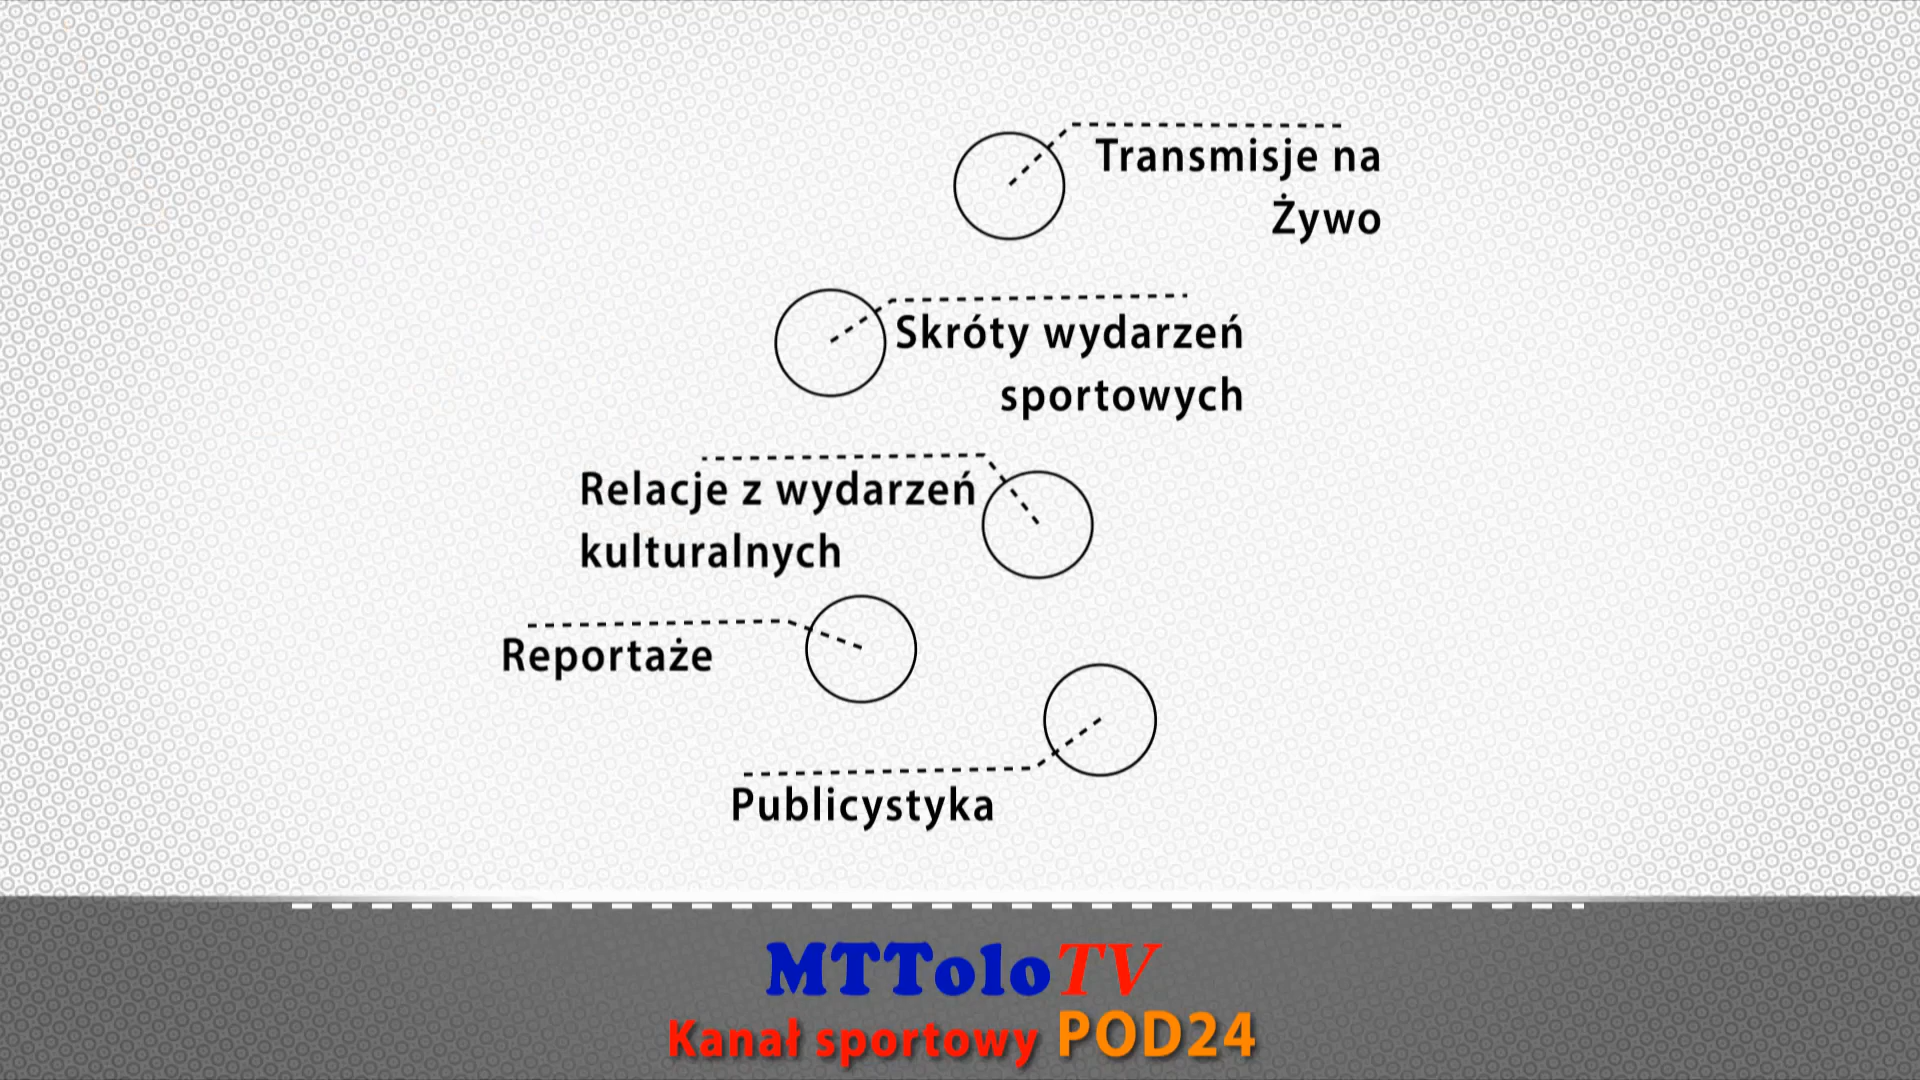 Transmisje na
Żywo
Skróty wydarzeń
sportowych
Relacje z wydarzeń
kulturalnych
Reportaże
Publicystyka
MTToloTV
Kanał sportowy POD24